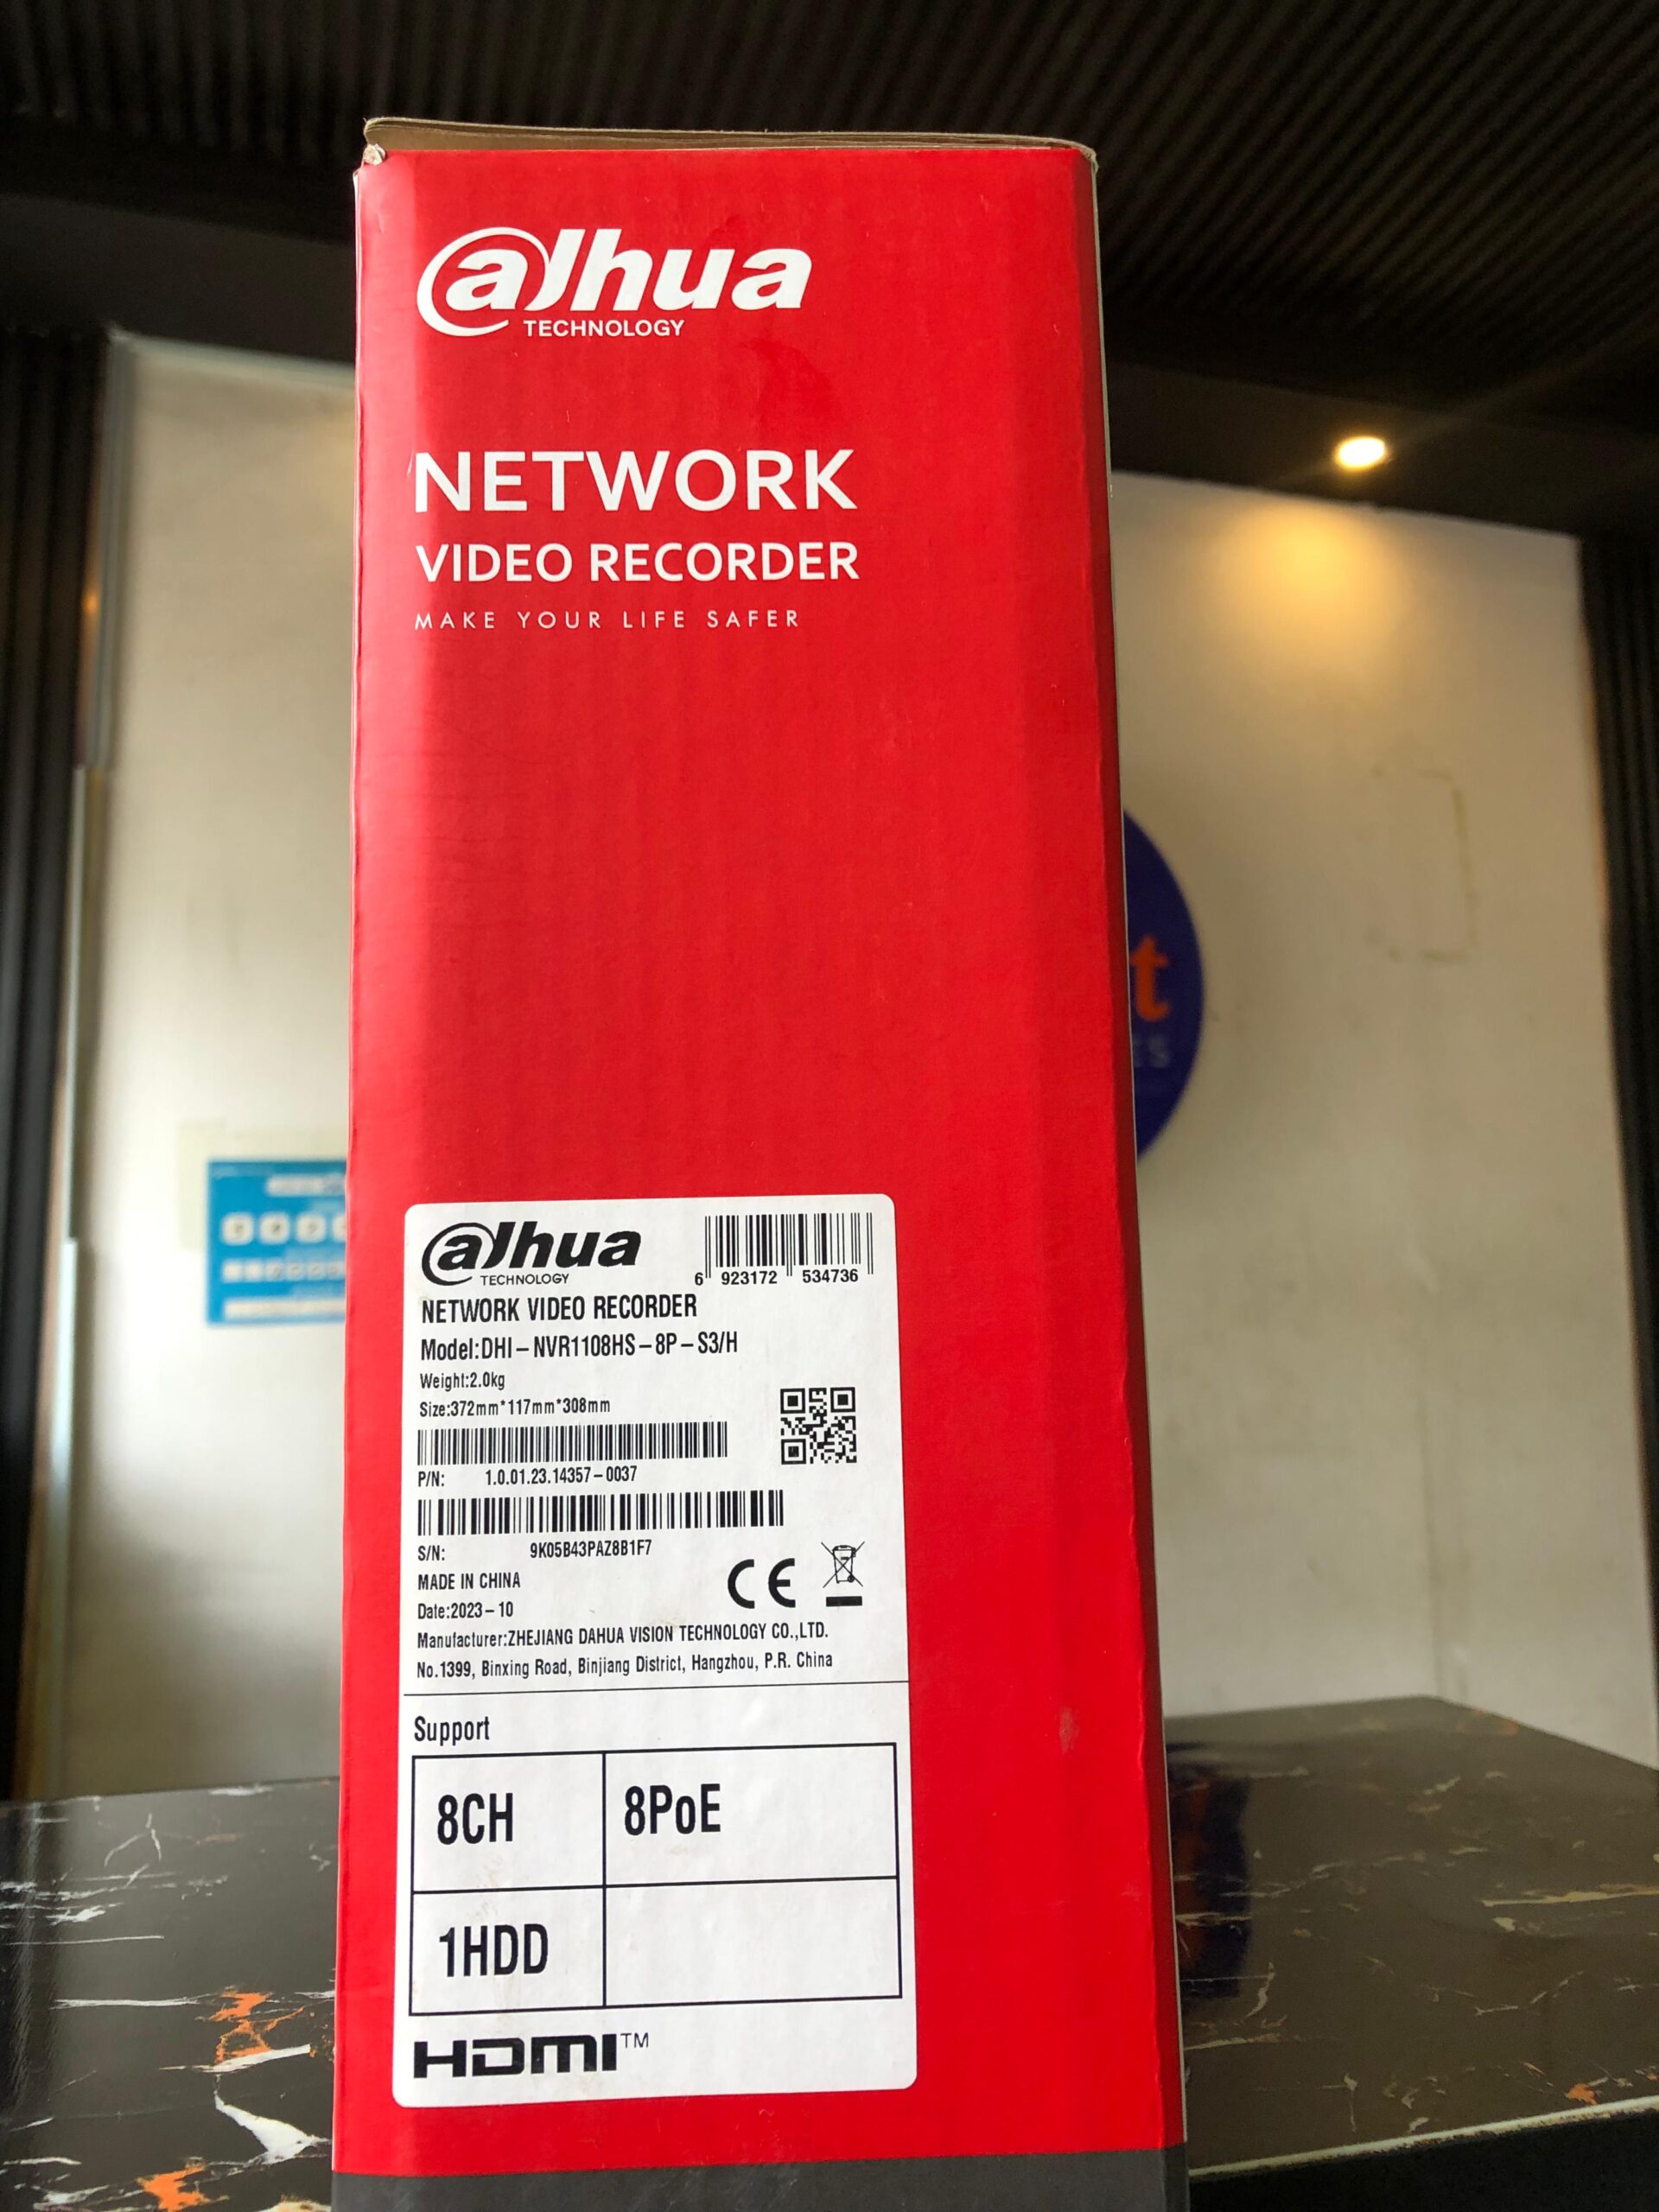 alhua
TECHNOLOGY
NETWORK
VIDEO RECORDER
MAKE YOUR LIFE SAFER
t
ES
alhua
TECHNOLOGY
6 923172 534736
NETWORK VIDEO RECORDER
Model:DHI-NVR1108HS-8P-S3/H
Weight:2.0kg
Size:372mm*117mm*308mm
P/N: 1.0.01.23.14357-0037
S/N: 9K05B43PAZ8B1F7
MADE IN CHINA
CE
Date:2023-10
Manufacturer:ZHEJIANG DAHUA VISION TECHNOLOGY CO.,LTD.
No.1399, Binxing Road, Binjiang District, Hangzhou, P.R. China
Support
8CH 8PoE
1HDD
HDMI™